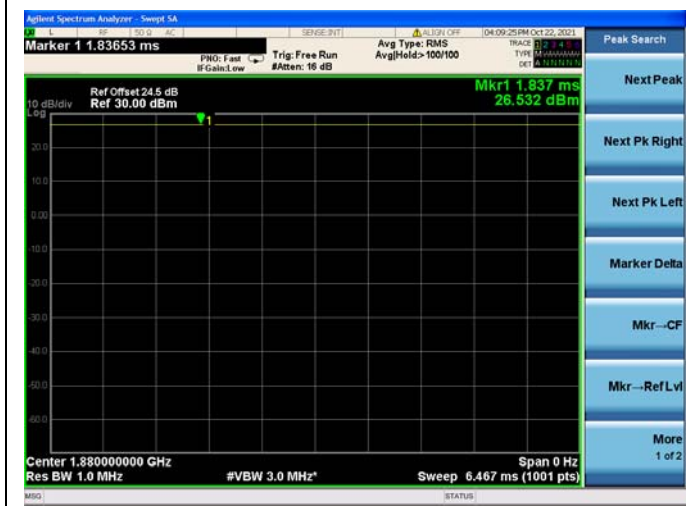 Agilent Spectrum Analyzer - Swept SA
L RF 50 Ω AC SENSE:INT ALIGN OFF 04:09:25 PM Oct 22, 2021
Marker 1 1.83653 ms
PNO: Fast
IFGain:Low
Trig: Free Run
#Atten: 16 dB
Avg Type: RMS
Avg|Hold:>100/100
TRACE 1 2 3 4 5 6
TYPE
DET A N N N N N
Peak Search
Next Peak
Next Pk Right
Next Pk Left
Marker Delta
Mkr→CF
Mkr→Ref Lvl
More
1 of 2
Ref Offset 24.5 dB
10 dB/div Ref 30.00 dBm
Log
Mkr1 1.837 ms
26.532 dBm
1
20.0
10.0
0.00
-10.0
-20.0
-30.0
-40.0
-50.0
-60.0
Center 1.880000000 GHz Span 0 Hz
Res BW 1.0 MHz #VBW 3.0 MHz* Sweep 6.467 ms (1001 pts)
MSG STATUS